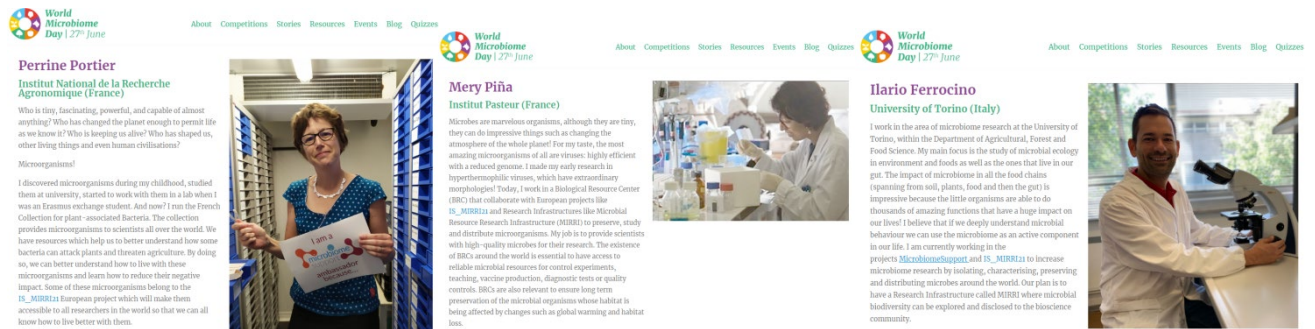 World
Microbiome
Day | 27th June
About Competitions Stories Resources Events Blog Quizzes
Perrine Portier
Institut National de la Recherche
Agronomique (France)
Who is tiny, fascinating, powerful, and capable of almost
anything? Who has changed the planet enough to permit life
as we know it? Who is keeping us alive? Who has shaped us,
other living things and even human civilisations?
Microorganisms!
I discovered microorganisms during my childhood, studied
them at university, started to work with them in a lab when I
was an Erasmus exchange student. And now? I run the French
Collection for plant-associated Bacteria. The collection
provides microorganisms to scientists all over the world. We
have resources which help us to better understand how some
bacteria can attack plants and threaten agriculture. By doing
so, we can better understand how to live with these
microorganisms and learn how to reduce their negative
impact. Some of these microorganisms belong to the
IS_MIRRI21 European project which will make them
accessible to all researchers in the world so that we can all
know how to live better with them.
I am a
microbiome
ambassador
because...
World
Microbiome
Day | 27th June
About Competitions Stories Resources Events Blog Quizzes
Mery Piña
Institut Pasteur (France)
Microbes are marvelous organisms, although they are tiny,
they can do impressive things such as changing the
atmosphere of the whole planet! For my taste, the most
amazing microorganisms of all are viruses: highly efficient
with a reduced genome. I made my early research in
hyperthermophilic viruses, which have extraordinary
morphologies! Today, I work in a Biological Resource Center
(BRC) that collaborate with European projects like
IS_MIRRI21 and Research Infrastructures like Microbial
Resource Research Infrastructure (MIRRI) to preserve, study
and distribute microorganisms. My job is to provide scientists
with high-quality microbes for their research. The existence
of BRCs around the world is essential to have access to
reliable microbial resources for control experiments,
teaching, vaccine production, diagnostic tests or quality
controls. BRCs are also relevant to ensure long term
preservation of the microbial organisms whose habitat is
being affected by changes such as global warming and habitat
loss.
World
Microbiome
Day | 27th June
About Competitions Stories Resources Events Blog Quizzes
Ilario Ferrocino
University of Torino (Italy)
I work in the area of microbiome research at the University of
Torino, within the Department of Agricultural, Forest and
Food Science. My main focus is the study of microbial ecology
in environment and foods as well as the ones that live in our
gut. The impact of microbiome in all the food chains
(spanning from soil, plants, food and then the gut) is
impressive because the little organisms are able to do
thousands of amazing functions that have a huge impact on
our lives! I believe that if we deeply understand microbial
behaviour we can use the microbiome as an active component
in our life. I am currently working in the
projects MicrobiomeSupport and IS_MIRRI21 to increase
microbiome research by isolating, characterising, preserving
and distributing microbes around the world. Our plan is to
have a Research Infrastructure called MIRRI where microbial
biodiversity can be explored and disclosed to the bioscience
community.